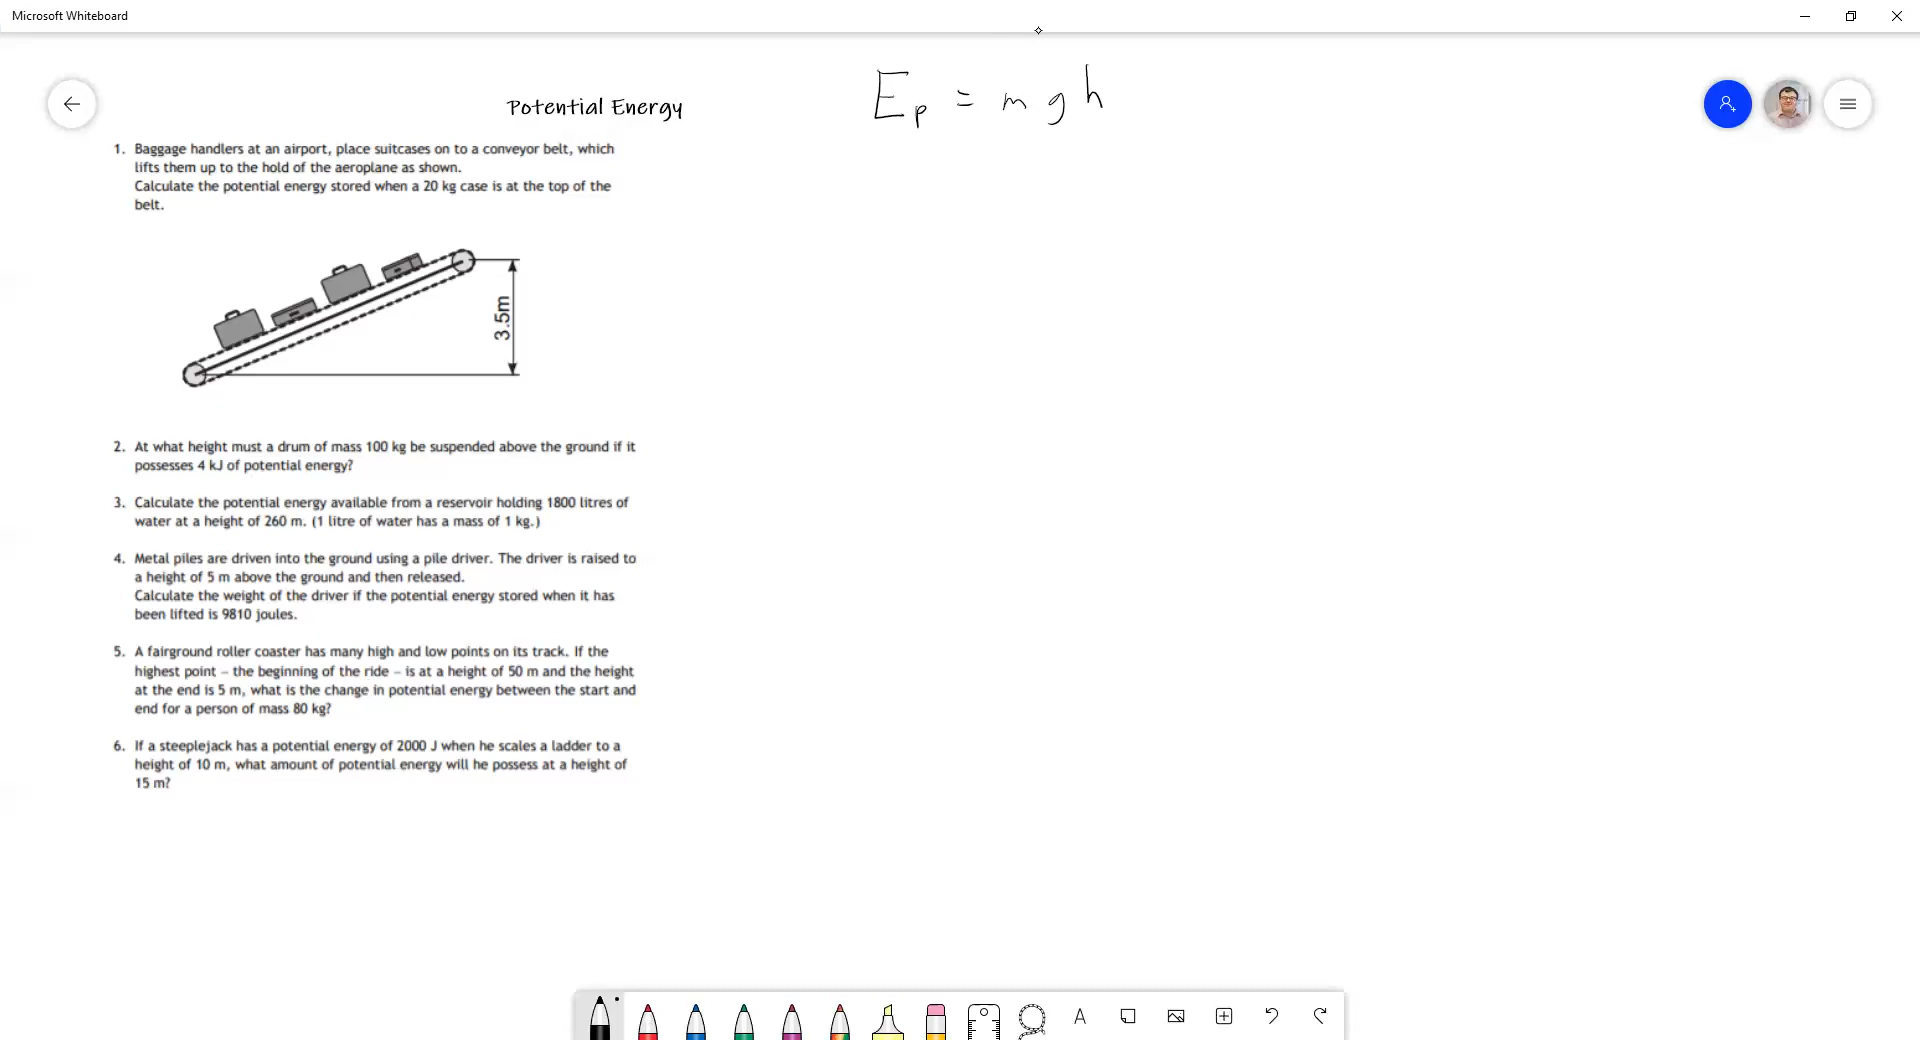 Microsoft Whiteboard
Potential Energy
Ep = mgh
1. Baggage handlers at an airport, place suitcases on to a conveyor belt, which
lifts them up to the hold of the aeroplane as shown.
Calculate the potential energy stored when a 20 kg case is at the top of the
belt.
3.5m
2. At what height must a drum of mass 100 kg be suspended above the ground if it
possesses 4 kJ of potential energy?
3. Calculate the potential energy available from a reservoir holding 1800 litres of
water at a height of 260 m. (1 litre of water has a mass of 1 kg.)
4. Metal piles are driven into the ground using a pile driver. The driver is raised to
a height of 5 m above the ground and then released.
Calculate the weight of the driver if the potential energy stored when it has
been lifted is 9810 joules.
5. A fairground roller coaster has many high and low points on its track. If the
highest point – the beginning of the ride – is at a height of 50 m and the height
at the end is 5 m, what is the change in potential energy between the start and
end for a person of mass 80 kg?
6. If a steeplejack has a potential energy of 2000 J when he scales a ladder to a
height of 10 m, what amount of potential energy will he possess at a height of
15 m?
A